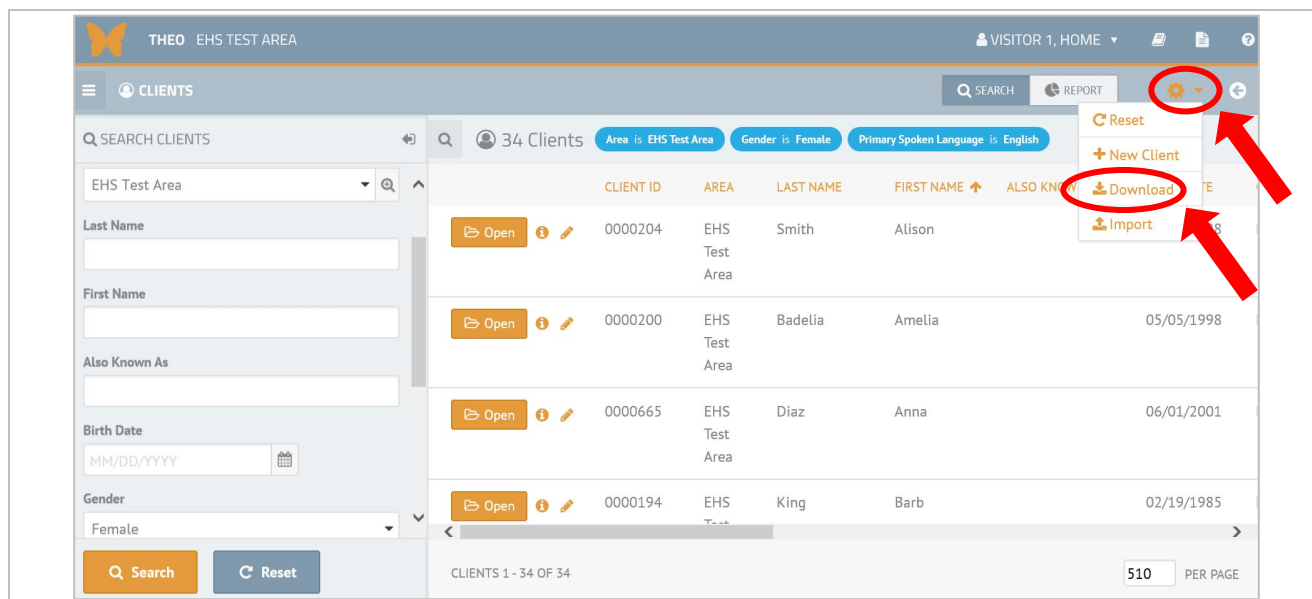 THEO EHS TEST AREA
VISITOR 1, HOME
CLIENTS
SEARCH
REPORT
Reset
New Client
Download
Import
SEARCH CLIENTS
34 Clients
Area is EHS Test Area
Gender is Female
Primary Spoken Language is English
EHS Test Area
Last Name
First Name
Also Known As
Birth Date
MM/DD/YYYY
Gender
Female
Search
Reset
CLIENT ID AREA LAST NAME FIRST NAME ALSO
Open 0000204 EHS Smith Alison
Test
Area
Open 0000200 EHS Badelia Amelia 05/05/1998
Test
Area
Open 0000665 EHS Diaz Anna 06/01/2001
Test
Area
Open 0000194 EHS King Barb 02/19/1985
CLIENTS 1 - 34 OF 34
510 PER PAGE